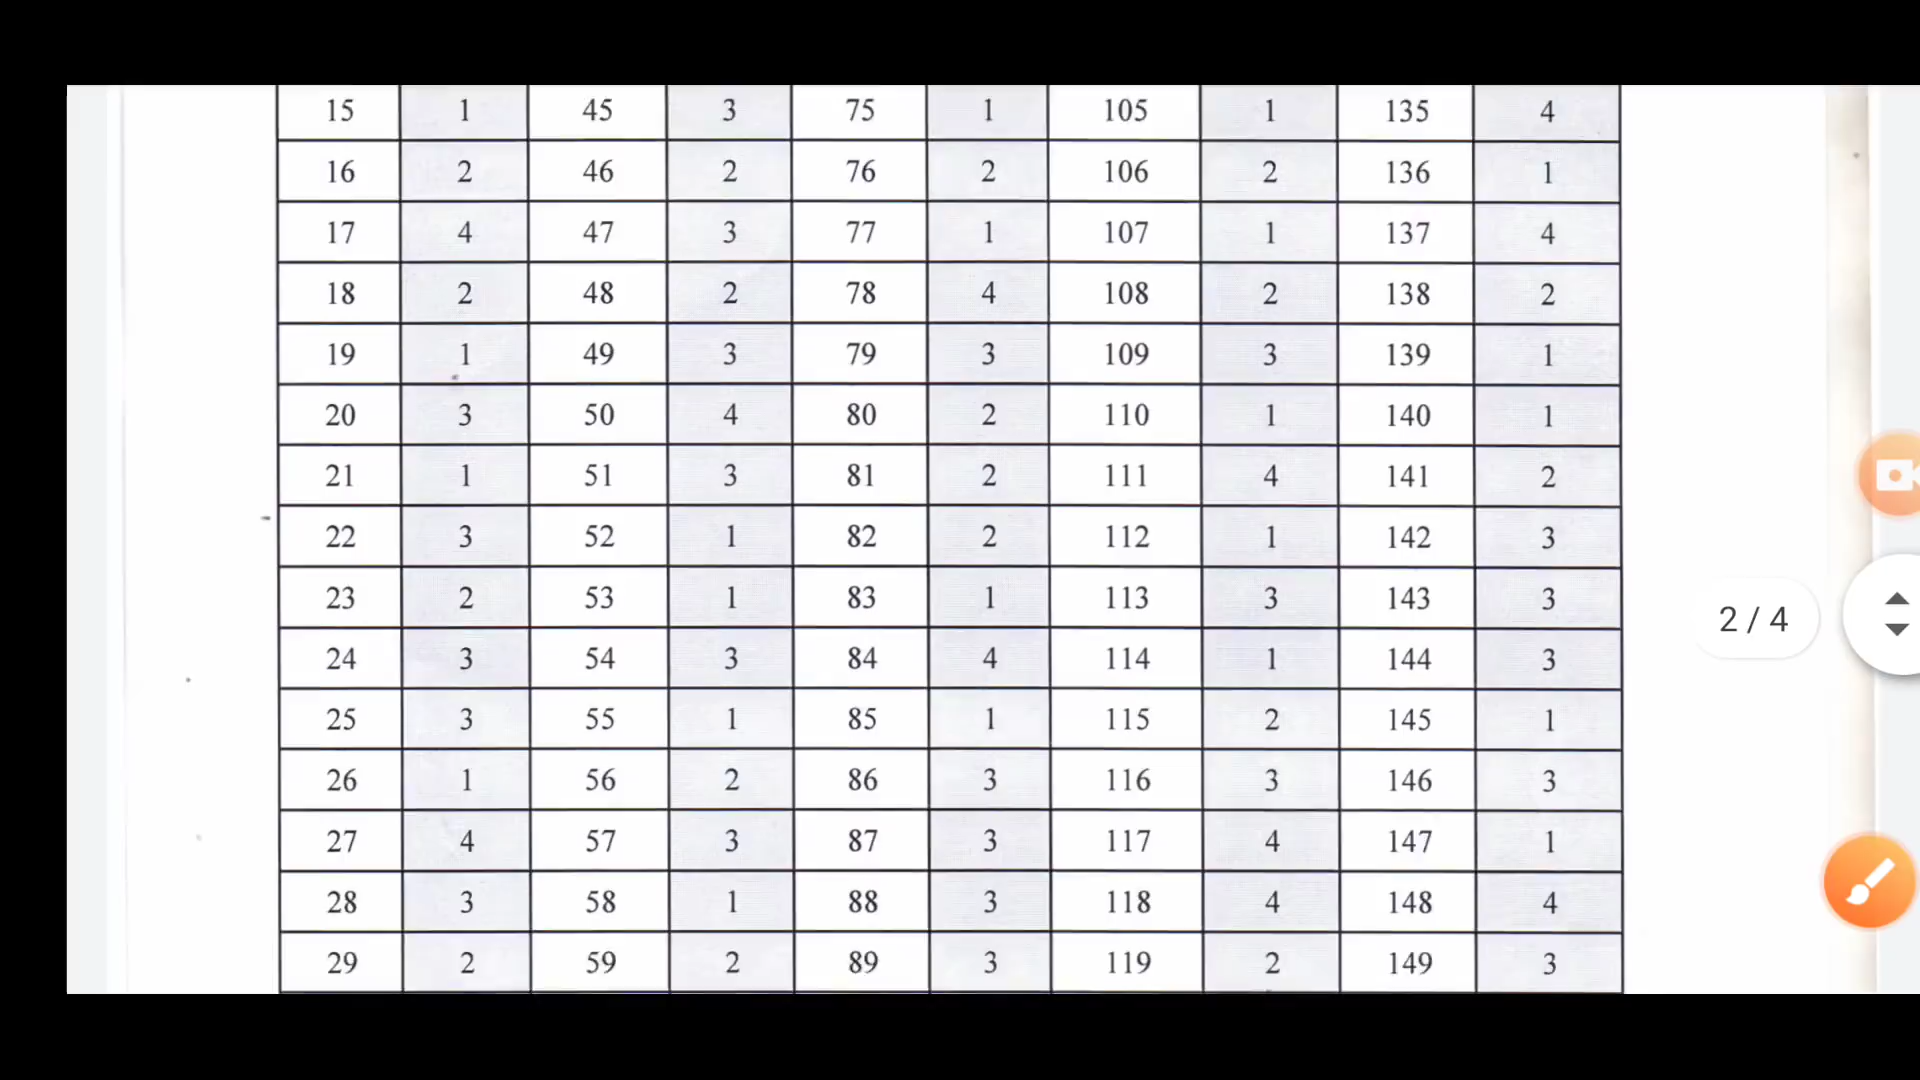 15 1 45 3 75 1 105 1 135 4
16 2 46 2 76 2 106 2 136 1
17 4 47 3 77 1 107 1 137 4
18 2 48 2 78 4 108 2 138 2
19 1 49 3 79 3 109 3 139 1
20 3 50 4 80 2 110 1 140 1
21 1 51 3 81 2 111 4 141 2
22 3 52 1 82 2 112 1 142 3
23 2 53 1 83 1 113 3 143 3
2 / 4
24 3 54 3 84 4 114 1 144 3
25 3 55 1 85 1 115 2 145 1
26 1 56 2 86 3 116 3 146 3
27 4 57 3 87 3 117 4 147 1
28 3 58 1 88 3 118 4 148 4
29 2 59 2 89 3 119 2 149 3